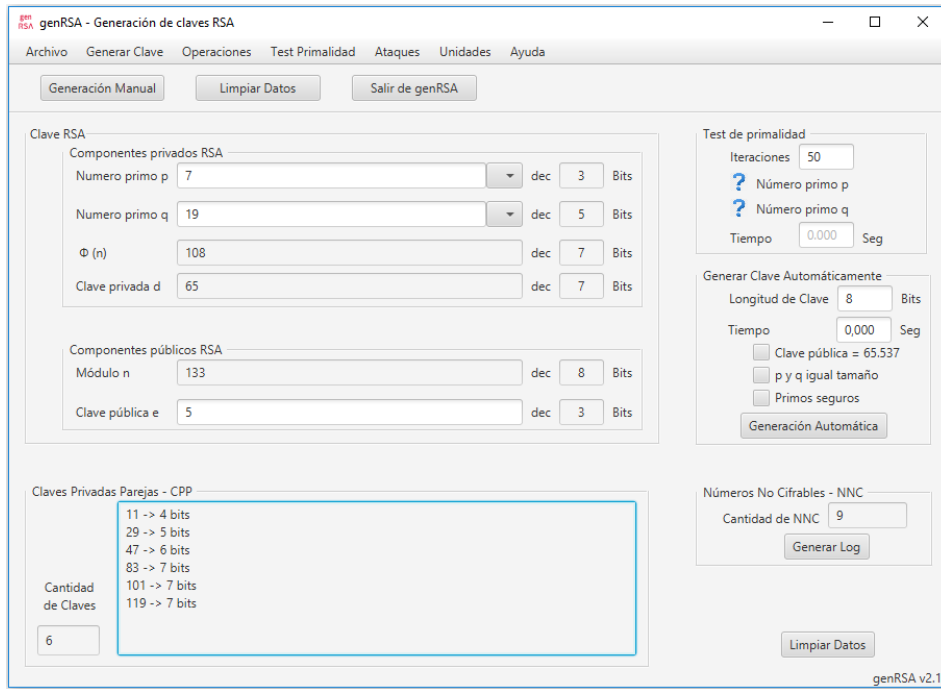 gen RSA genRSA - Generación de claves RSA
Archivo Generar Clave Operaciones Test Primalidad Ataques Unidades Ayuda
Generación Manual Limpiar Datos Salir de genRSA
Clave RSA
Componentes privados RSA
Numero primo p 7 dec 3 Bits
Numero primo q 19 dec 5 Bits
Φ (n) 108 dec 7 Bits
Clave privada d 65 dec 7 Bits
Componentes públicos RSA
Módulo n 133 dec 8 Bits
Clave pública e 5 dec 3 Bits
Test de primalidad
Iteraciones 50
? Número primo p
? Número primo q
Tiempo 0.000 Seg
Generar Clave Automáticamente
Longitud de Clave 8 Bits
Tiempo 0,000 Seg
Clave pública = 65.537
p y q igual tamaño
Primos seguros
Generación Automática
Claves Privadas Parejas - CPP
11 -> 4 bits
29 -> 5 bits
47 -> 6 bits
83 -> 7 bits
101 -> 7 bits
119 -> 7 bits
Cantidad
de Claves
6
Números No Cifrables - NNC
Cantidad de NNC 9
Generar Log
Limpiar Datos
genRSA v2.1